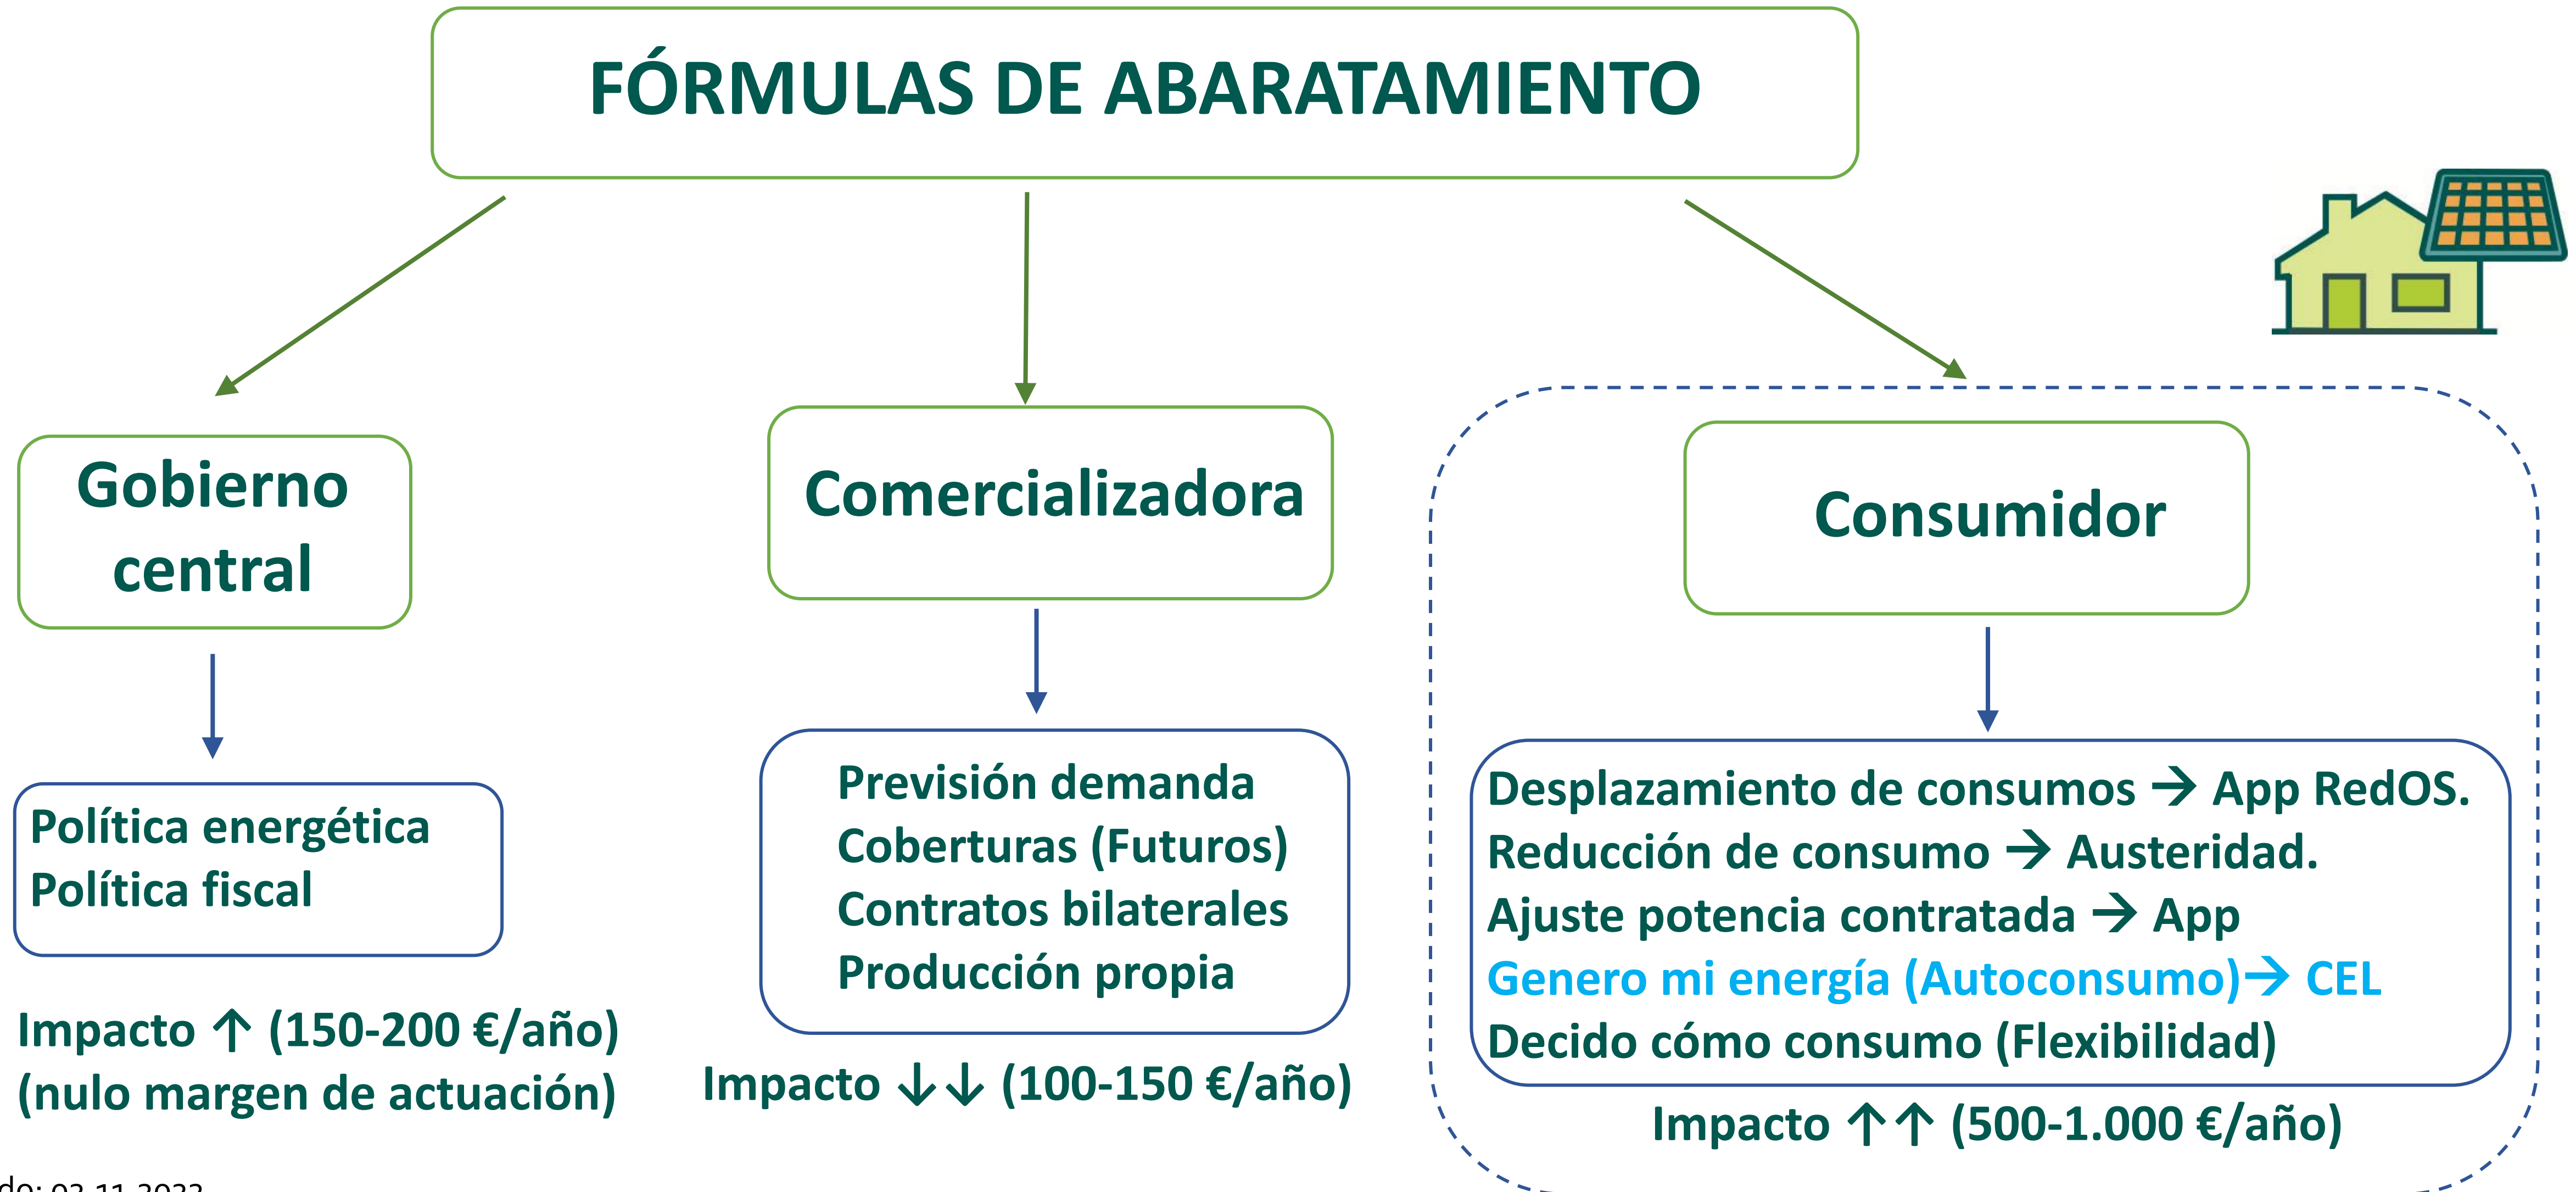 FÓRMULAS DE ABARATAMIENTO
Gobierno
central
Política energética
Política fiscal
Impacto ↑ (150-200 €/año)
(nulo margen de actuación)
Comercializadora
Previsión demanda
Coberturas (Futuros)
Contratos bilaterales
Producción propia
Impacto ↓↓ (100-150 €/año)
Consumidor
Desplazamiento de consumos → App RedOS.
Reducción de consumo → Austeridad.
Ajuste potencia contratada → App
Genero mi energía (Autoconsumo)→ CEL
Decido cómo consumo (Flexibilidad)
Impacto ↑↑ (500-1.000 €/año)